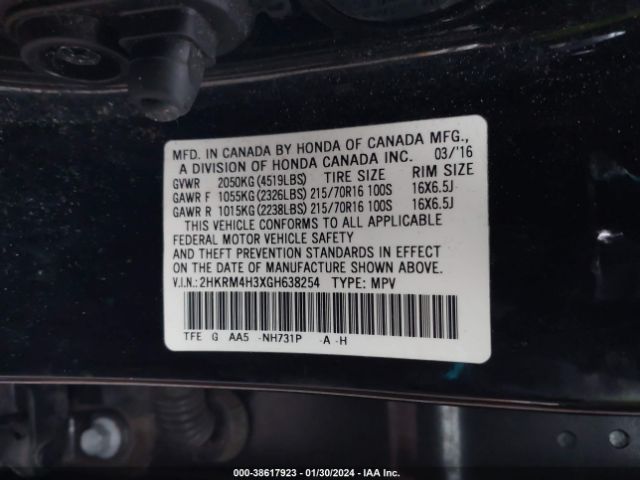 MFD. IN CANADA BY HONDA OF CANADA MFG.,
A DIVISION OF HONDA CANADA INC. 03/'16
GVWR 2050KG (4519LBS) TIRE SIZE RIM SIZE
GAWR F 1055KG (2326LBS) 215/70R16 100S 16X6.5J
GAWR R 1015KG (2238LBS) 215/70R16 100S 16X6.5J
THIS VEHICLE CONFORMS TO ALL APPLICABLE
FEDERAL MOTOR VEHICLE SAFETY
AND THEFT PREVENTION STANDARDS IN EFFECT
ON THE DATE OF MANUFACTURE SHOWN ABOVE.
V.I.N.: 2HKRM4H3XGH638254 TYPE: MPV
TFE G AA5 -NH731P -A -H
000-38617923 - 01/30/2024 - IAA Inc.